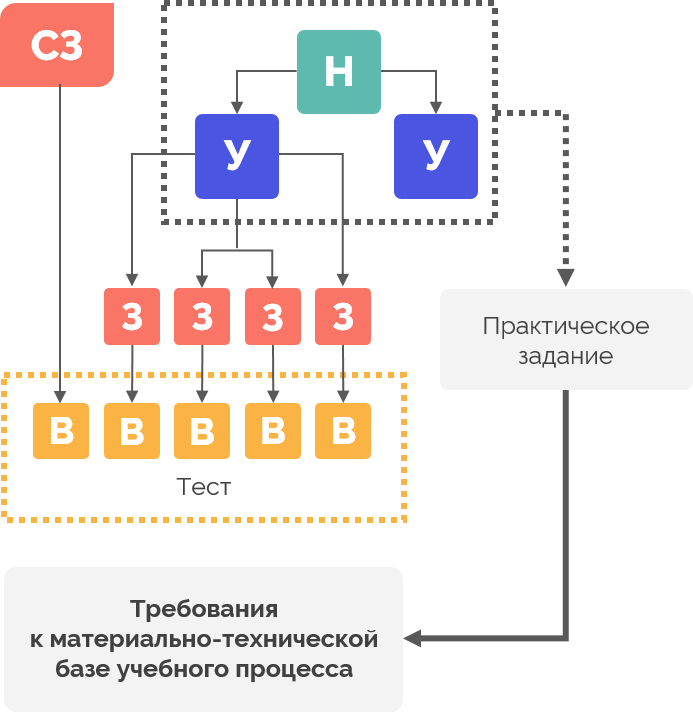 СЗ
Н
У У
З З З З
Практическое
задание
В В В В В
Тест
Требования
к материально-технической
базе учебного процесса